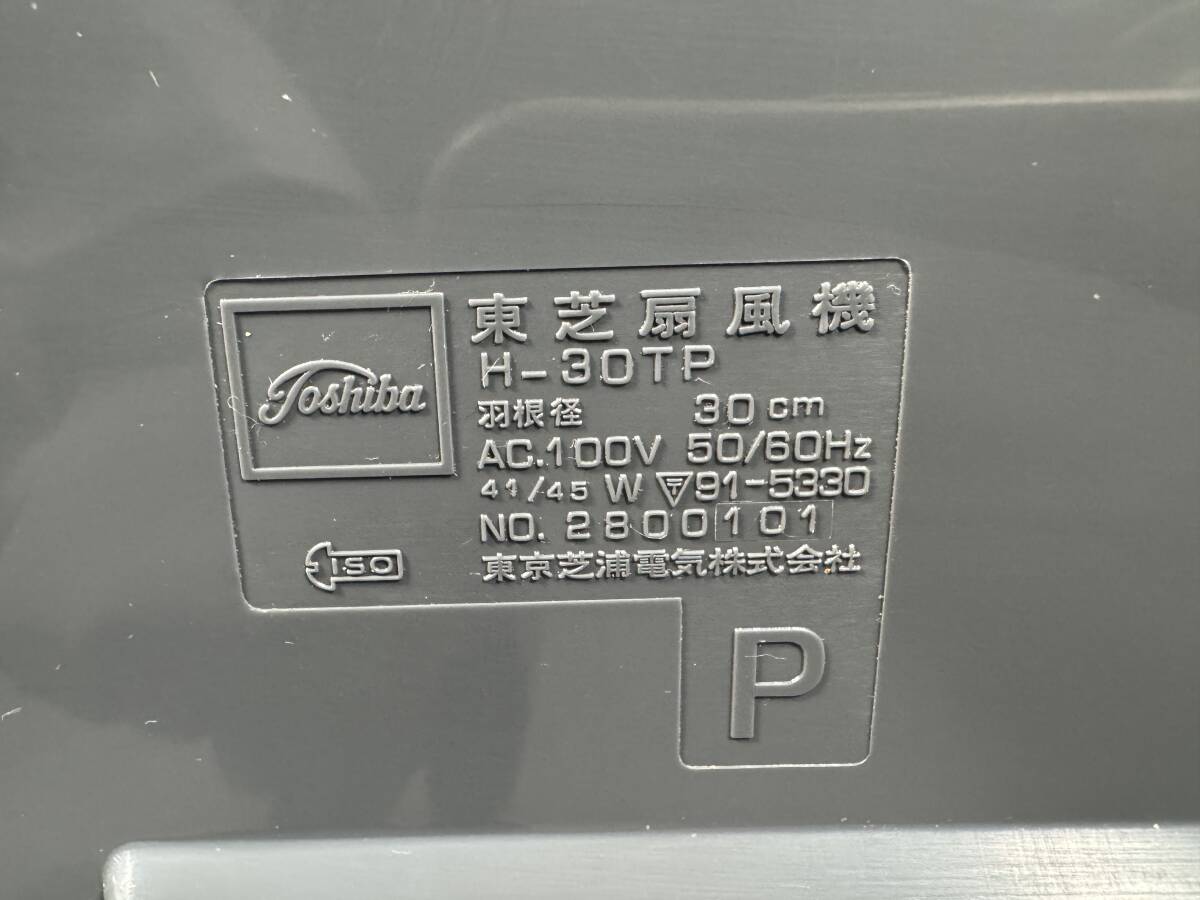 Toshiba
東芝扇風機
H-30TP
羽根径 30cm
AC.100V 50/60Hz
41/45 W 〒91-5330
NO. 2800101
ISO
東京芝浦電気株式会社
P